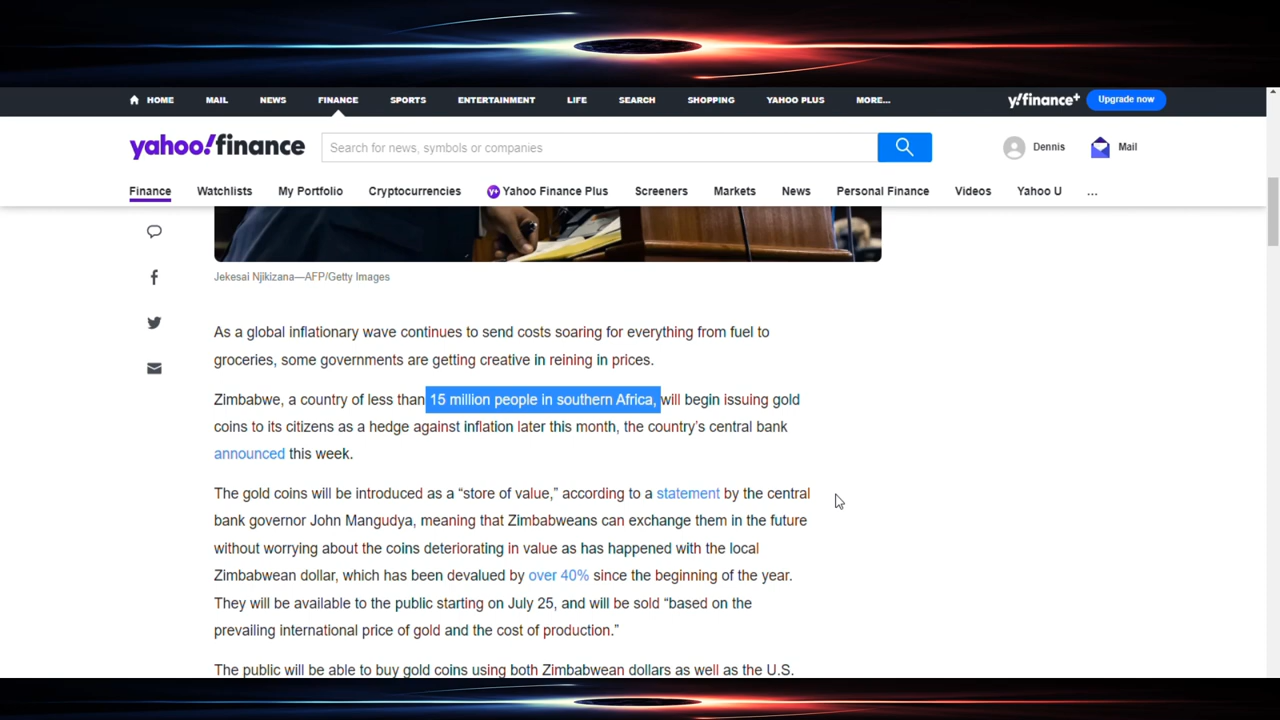 HOME MAIL NEWS FINANCE SPORTS ENTERTAINMENT LIFE SEARCH SHOPPING YAHOO PLUS MORE... y!finance+ Upgrade now
yahoo!finance Search for news, symbols or companies Dennis Mail
Finance Watchlists My Portfolio Cryptocurrencies y+ Yahoo Finance Plus Screeners Markets News Personal Finance Videos Yahoo U ...
Jekesai Njikizana—AFP/Getty Images
As a global inflationary wave continues to send costs soaring for everything from fuel to
groceries, some governments are getting creative in reining in prices.
Zimbabwe, a country of less than 15 million people in southern Africa, will begin issuing gold
coins to its citizens as a hedge against inflation later this month, the country’s central bank
announced this week.
The gold coins will be introduced as a “store of value,” according to a statement by the central
bank governor John Mangudya, meaning that Zimbabweans can exchange them in the future
without worrying about the coins deteriorating in value as has happened with the local
Zimbabwean dollar, which has been devalued by over 40% since the beginning of the year.
They will be available to the public starting on July 25, and will be sold “based on the
prevailing international price of gold and the cost of production.”
The public will be able to buy gold coins using both Zimbabwean dollars as well as the U.S.